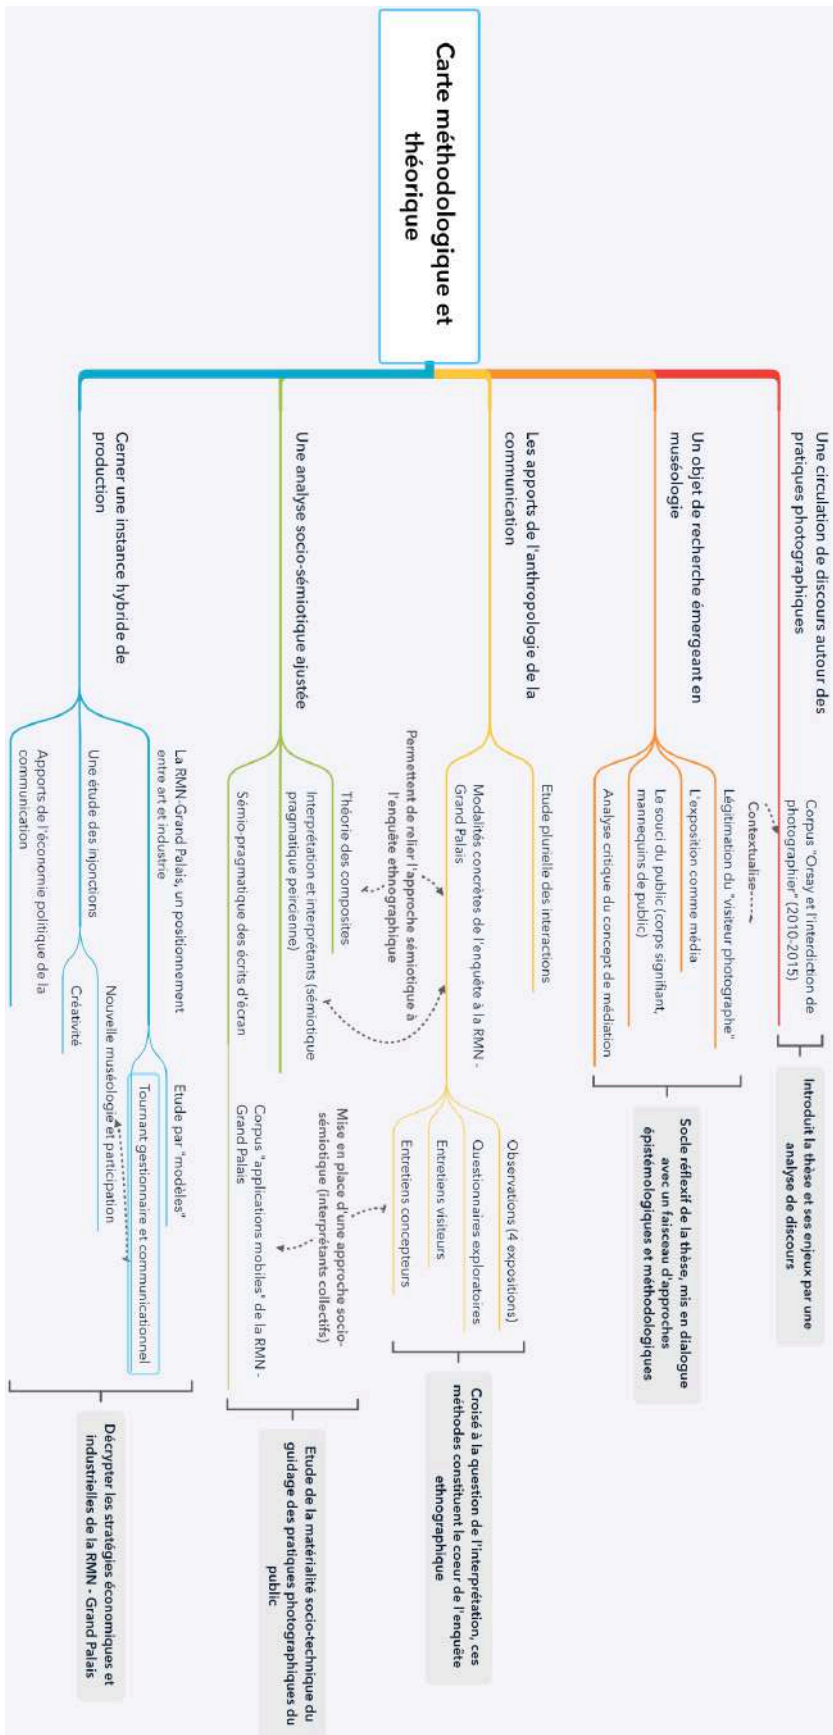 Carte méthodologique et
théorique
Une circulation de discours autour des
pratiques photographiques
Corpus "Orsay et l'interdiction de
photographier" (2010-2015)
Introduit la thèse et ses enjeux par une
analyse de discours
Contextualise
Un objet de recherche émergeant en
muséologie
Légitimation du "visiteur photographe"
L'exposition comme média
Le souci du public (corps signifiant,
mannequins de public)
Analyse critique du concept de médiation
Socle réflexif de la thèse, mis en dialogue
avec un faisceau d'approches
épistémologiques et méthodologiques
Les apports de l'anthropologie de la
communication
Etude plurielle des interactions
Modalités concrètes de l'enquête à la RMN -
Grand Palais
Observations (4 expositions)
Questionnaires exploratoires
Entretiens visiteurs
Entretiens concepteurs
Croisé à la question de l'interprétation, ces
méthodes constituent le coeur de l'enquête
ethnographique
Permettent de relier l'approche sémiotique à
l'enquête ethnographique
Mise en place d'une approche socio-
sémiotique (interprétants collectifs)
Une analyse socio-sémiotique ajustée
Théorie des composites
Interprétation et interprétants (sémiotique
pragmatique peircienne)
Sémio-pragmatique des écrits d'écran
Corpus "applications mobiles" de la RMN -
Grand Palais
Etude de la matérialité socio-technique du
guidage des pratiques photographiques du
public
Cerner une instance hybride de
production
La RMN-Grand Palais, un positionnement
entre art et industrie
Etude par "modèles"
Tournant gestionnaire et communicationnel
Une étude des injonctions
Nouvelle muséologie et participation
Créativité
Apports de l'économie politique de la
communication
Décrypter les stratégies économiques et
industrielles de la RMN - Grand Palais